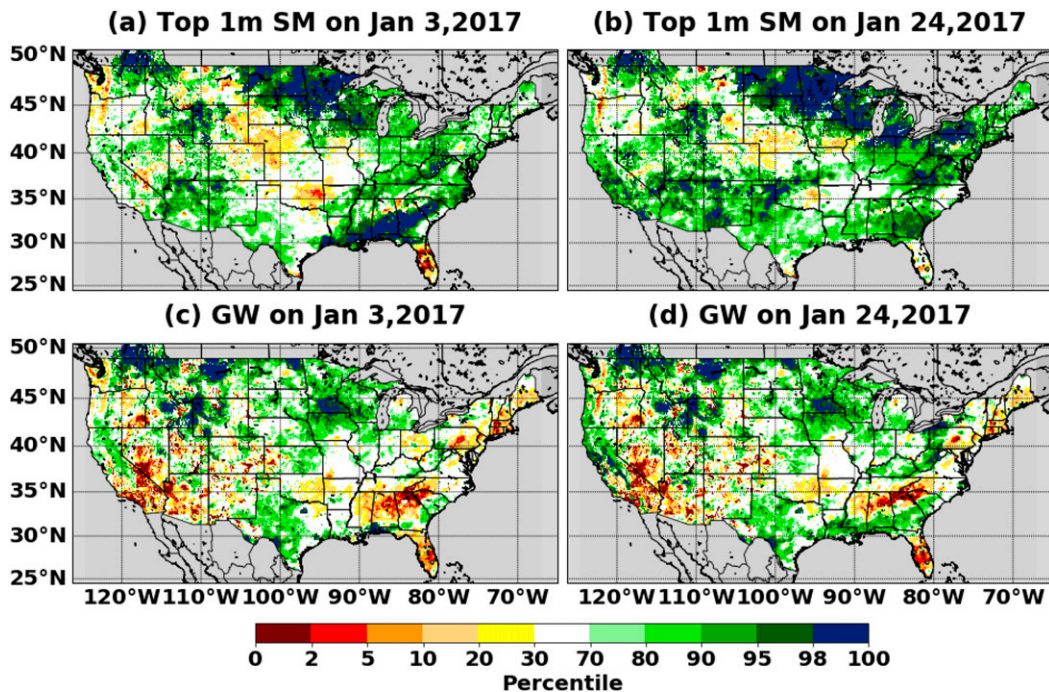 (a) Top 1m SM on Jan 3,2017 (b) Top 1m SM on Jan 24,2017
50°N
45°N
40°N
35°N
30°N
25°N
(c) GW on Jan 3,2017 (d) GW on Jan 24,2017
50°N
45°N
40°N
35°N
30°N
25°N
120°W 110°W 100°W 90°W 80°W 70°W 120°W 110°W 100°W 90°W 80°W 70°W
0 2 5 10 20 30 70 80 90 95 98 100
Percentile